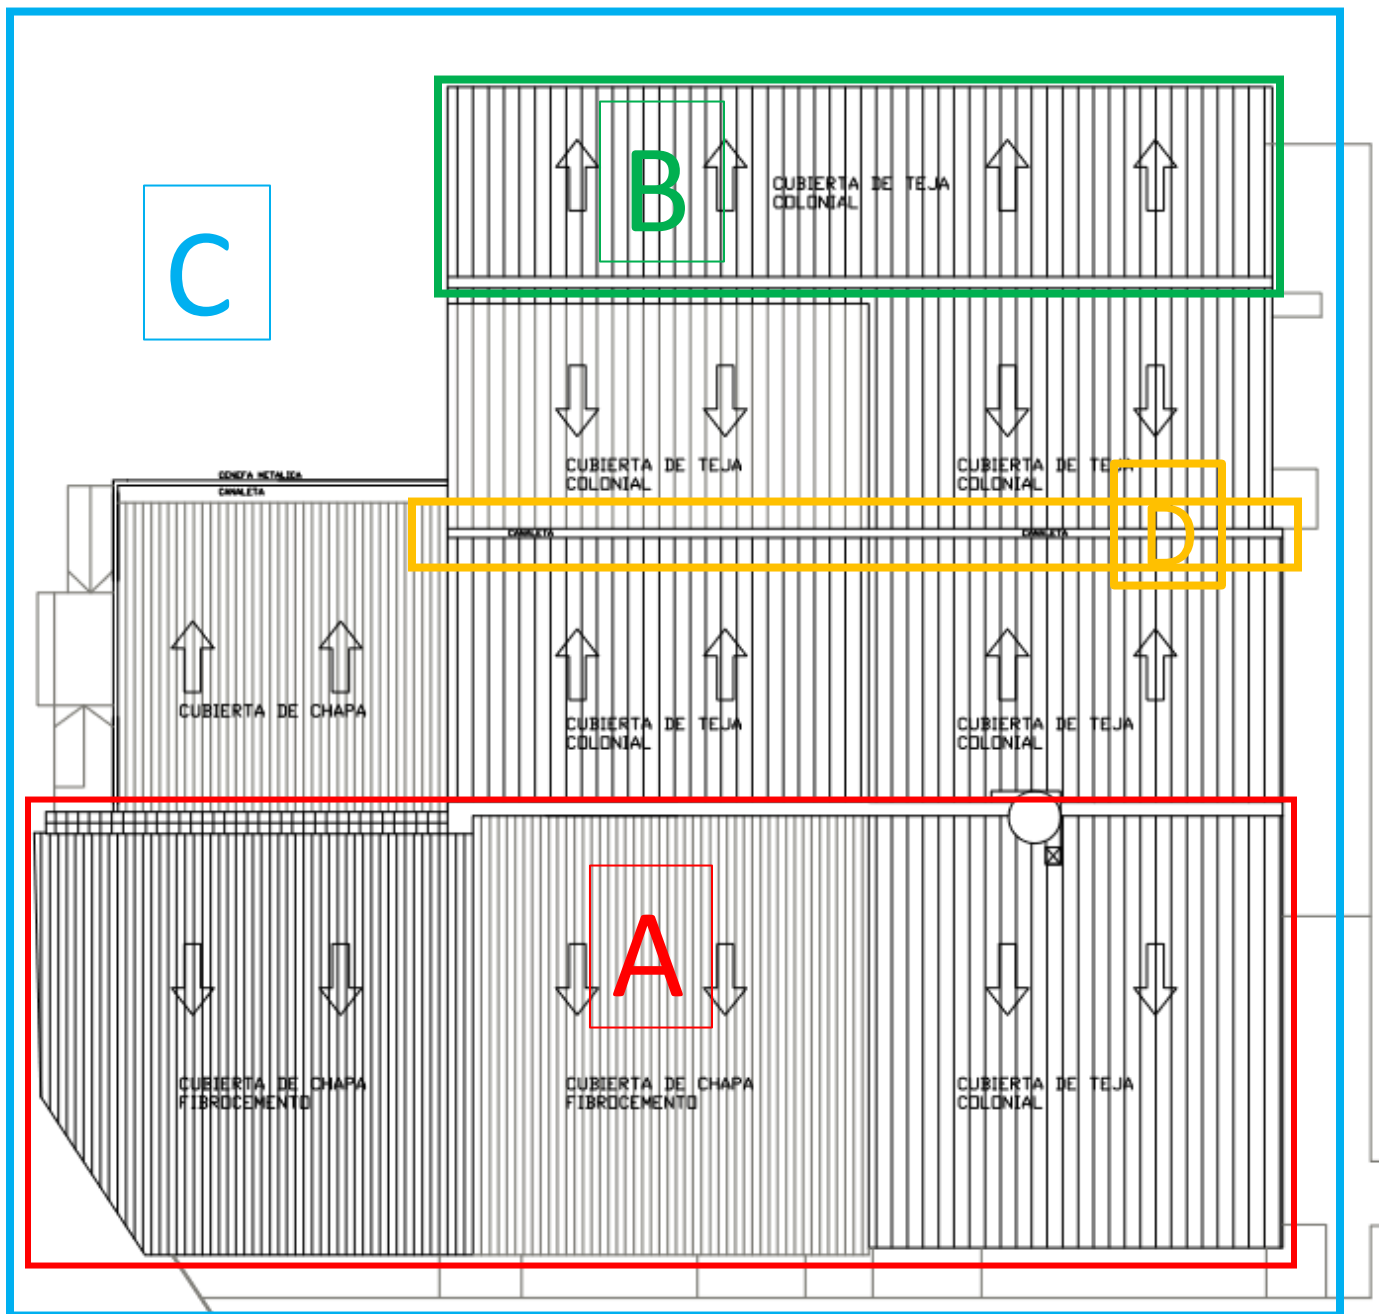 B
CUBIERTA DE TEJA
COLONIAL
C
CUBIERTA DE TEJA
COLONIAL
CUBIERTA DE TEJA
COLONIAL
CENEFA METALICA
CANALETA
CANALETA
CANALETA
D
CUBIERTA DE CHAPA
CUBIERTA DE TEJA
COLONIAL
CUBIERTA DE TEJA
COLONIAL
A
CUBIERTA DE CHAPA
FIBROCEMENTO
CUBIERTA DE CHAPA
FIBROCEMENTO
CUBIERTA DE TEJA
COLONIAL